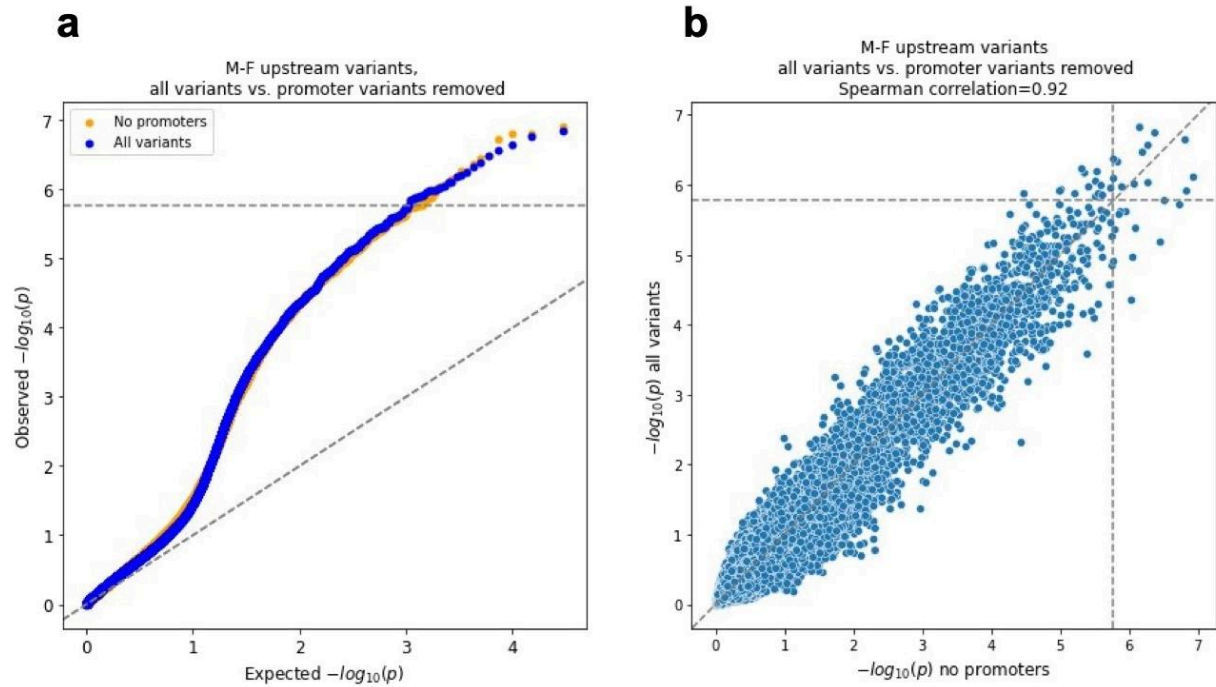 a
M-F upstream variants,
all variants vs. promoter variants removed
No promoters
All variants
Observed −log10(p)
7
6
5
4
3
2
1
0
0 1 2 3 4
Expected −log10(p)
b
M-F upstream variants
all variants vs. promoter variants removed
Spearman correlation=0.92
−log10(p) all variants
7
6
5
4
3
2
1
0
0 1 2 3 4 5 6 7
−log10(p) no promoters